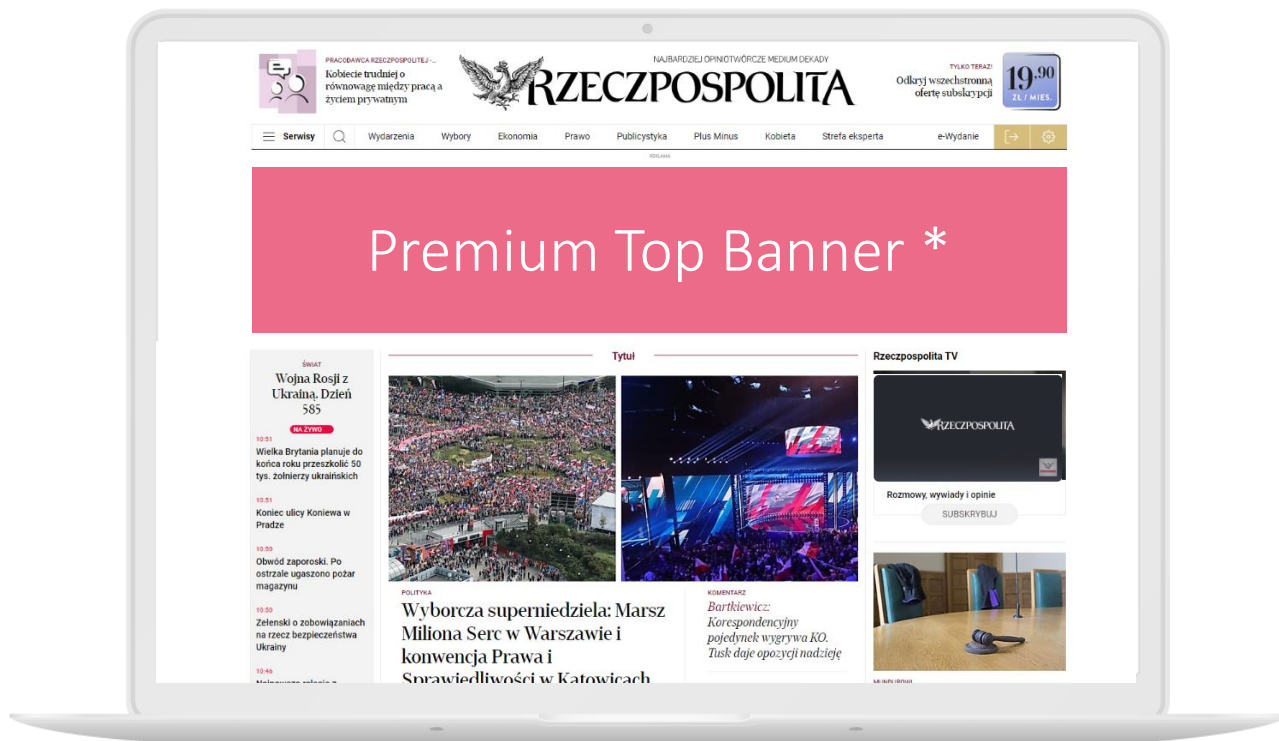 PRACODAWCA RZECZPOSPOLITEJ -...
Kobiecie trudniej o
równowagę między pracą a
życiem prywatnym
NAJBARDZIEJ OPINIOTWÓRCZE MEDIUM DEKADY
RZECZPOSPOLITA
TYLKO TERAZ!
Odkryj wszechstronną
ofertę subskrypcji
19,90
ZŁ / MIES.
Serwisy
Wydarzenia
Wybory
Ekonomia
Prawo
Publicystyka
Plus Minus
Kobieta
Strefa eksperta
e-Wydanie
REKLAMA
Premium Top Banner *
ŚWIAT
Wojna Rosji z
Ukrainą. Dzień
585
NA ŻYWO
10:51
Wielka Brytania planuje do
końca roku przeszkolić 50
tys. żołnierzy ukraińskich
10:51
Koniec ulicy Koniewa w
Pradze
10:50
Obwód zaporoski. Po
ostrzale ugaszono pożar
magazynu
10:50
Zełenski o zobowiązaniach
na rzecz bezpieczeństwa
Ukrainy
10:46
Tytuł
POLITYKA
Wyborcza superniedziela: Marsz
Miliona Serc w Warszawie i
konwencja Prawa i
Sprawiedliwości w Katowicach
KOMENTARZ
Bartkiewicz:
Korespondencyjny
pojedynek wygrywa KO.
Tusk daje opozycji nadzieję
Rzeczpospolita TV
RZECZPOSPOLITA
Rozmowy, wywiady i opinie
SUBSKRYBUJ
MUNDUROWI